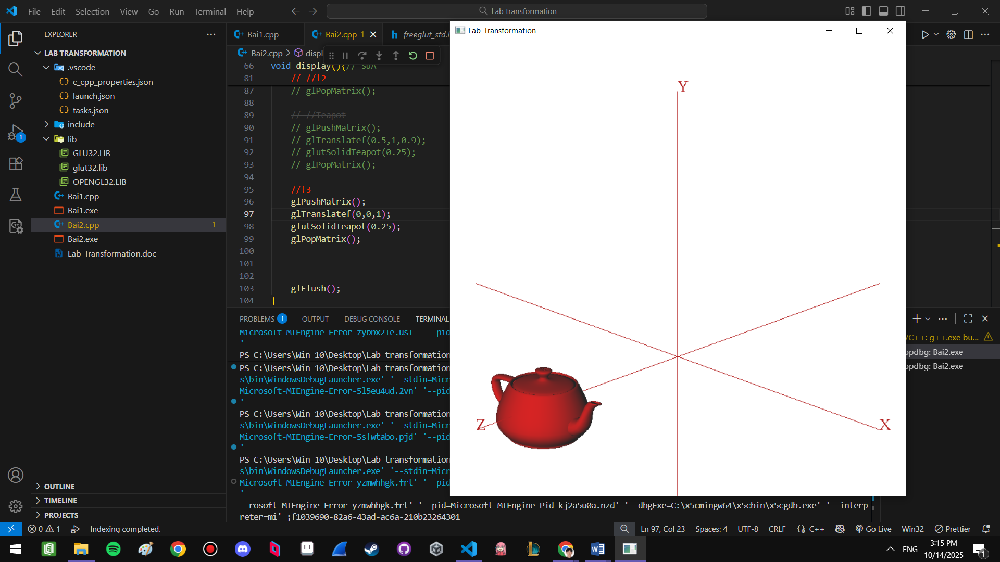 File Edit Selection View Go Run Terminal Help
Lab transformation
EXPLORER
LAB TRANSFORMATION
.vscode
c_cpp_properties.json
launch.json
tasks.json
include
lib
GLU32.LIB
glut32.lib
OPENGL32.LIB
Bai1.cpp
Bai1.exe
Bai2.cpp 1
Bai2.exe
Lab-Transformation.doc
OUTLINE
TIMELINE
PROJECTS
Bai1.cpp
Bai2.cpp 1
freeglut_std.h
Bai2.cpp > displ
66 void display(){// SUA
81 // //!2
87 // glPopMatrix();
88
89 // //Teapot
90 // glPushMatrix();
91 // glTranslatef(0.5,1,0.9);
92 // glutSolidTeapot(0.25);
93 // glPopMatrix();
94
95 //!3
96 glPushMatrix();
97 glTranslatef(0,0,1);
98 glutSolidTeapot(0.25);
99 glPopMatrix();
100
101
102
103 glFlush();
104 }
PROBLEMS 1 OUTPUT DEBUG CONSOLE TERMINAL
Microsoft-MIEngine-Error-zybbx2le.usf' '--pid
'
PS C:\Users\Win 10\Desktop\Lab transformation
PS C:\Users\Win 10\Desktop\Lab transformation
s\bin\WindowsDebugLauncher.exe' '--stdin=Micr
Microsoft-MIEngine-Error-5l5eu4ud.2vn' '--pid
'
PS C:\Users\Win 10\Desktop\Lab transformation
s\bin\WindowsDebugLauncher.exe' '--stdin=Micr
Microsoft-MIEngine-Error-5sfwtabo.pjd' '--pid
'
PS C:\Users\Win 10\Desktop\Lab transformation
s\bin\WindowsDebugLauncher.exe' '--stdin=Micr
Microsoft-MIEngine-Error-yzmwhhgk.frt' '--pid
'
rosoft-MIEngine-Error-yzmwhhgk.frt' '--pid=Microsoft-MIEngine-Pid-kj2a5u0a.nzd' '--dbgExe=C:\x5cmingw64\x5cbin\x5cgdb.exe' '--interp
reter=mi' ;f1039690-82a6-43ad-ac6a-210b23264301
/C++: g++.exe bu...
ppdbg: Bai2.exe
ppdbg: Bai2.exe
Lab-Transformation
Y
Z
X
1
0 1 Indexing completed.
Ln 97, Col 23 Spaces: 4 UTF-8 CRLF {} C++ Go Live Win32 Prettier
ENG
3:15 PM
10/14/2025
1